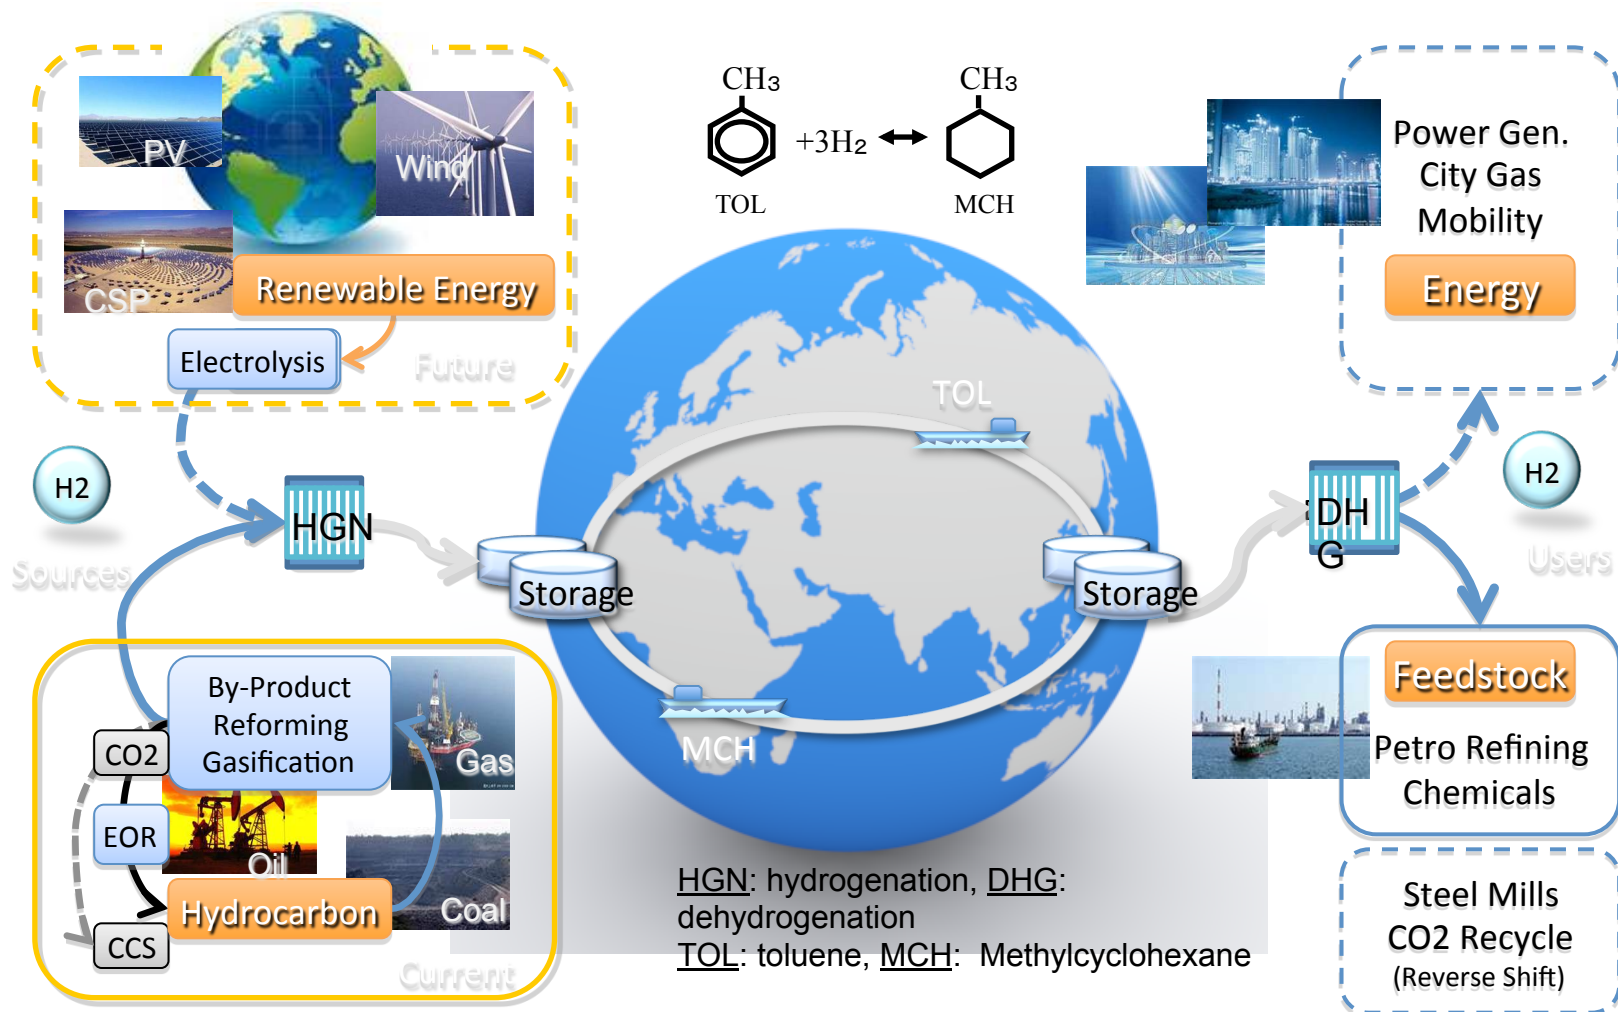 PV
Wind
CSP
Renewable Energy
Electrolysis
Future
CH₃
CH₃
+3H₂
TOL
MCH
Power Gen.
City Gas
Mobility
Energy
TOL
H2
Sources
HGN
Storage
Storage
DH
G
H2
Users
MCH
By-Product
Reforming
Gasification
Gas
CO2
EOR
Oil
Hydrocarbon
Coal
CCS
Current
Feedstock
Petro Refining
Chemicals
Steel Mills
CO2 Recycle
(Reverse Shift)
HGN: hydrogenation, DHG:
dehydrogenation
TOL: toluene, MCH: Methylcyclohexane